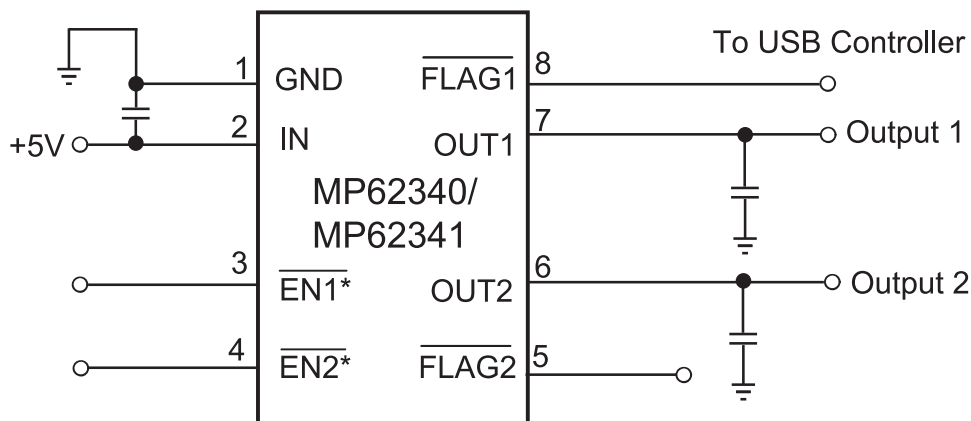 To USB Controller
1 GND FLAG1 8
+5V 2 IN OUT1 7 Output 1
MP62340/
MP62341
3 EN1* OUT2 6 Output 2
4 EN2* FLAG2 5